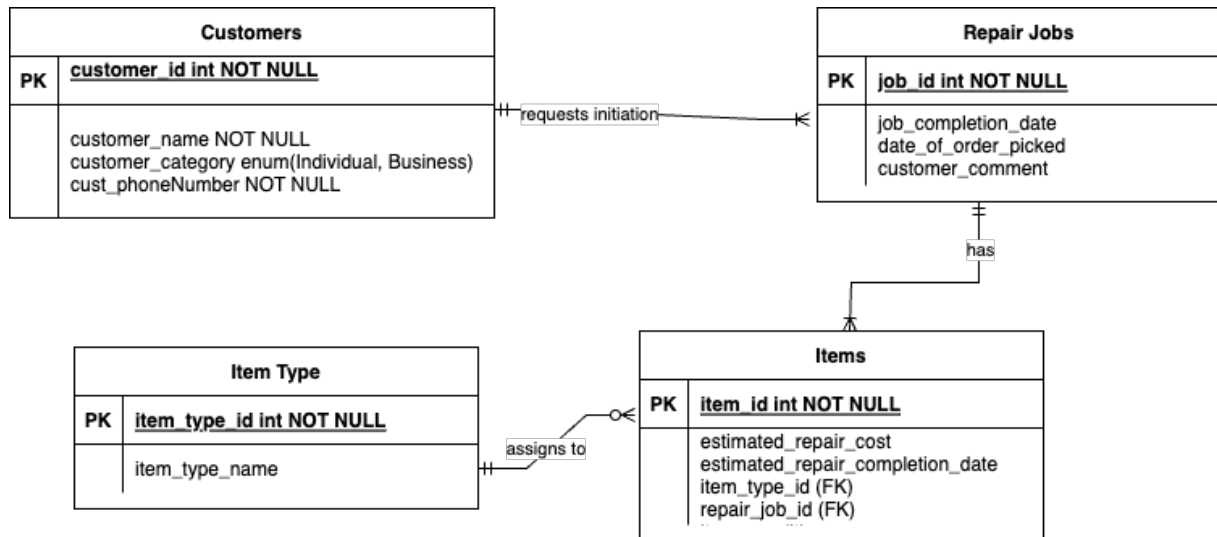 Customers
PK
customer_id int NOT NULL
customer_name NOT NULL
customer_category enum(Individual, Business)
cust_phoneNumber NOT NULL
requests initiation
Repair Jobs
PK
job_id int NOT NULL
job_completion_date
date_of_order_picked
customer_comment
has
Item Type
PK
item_type_id int NOT NULL
item_type_name
assigns to
Items
PK
item_id int NOT NULL
estimated_repair_cost
estimated_repair_completion_date
item_type_id (FK)
repair_job_id (FK)